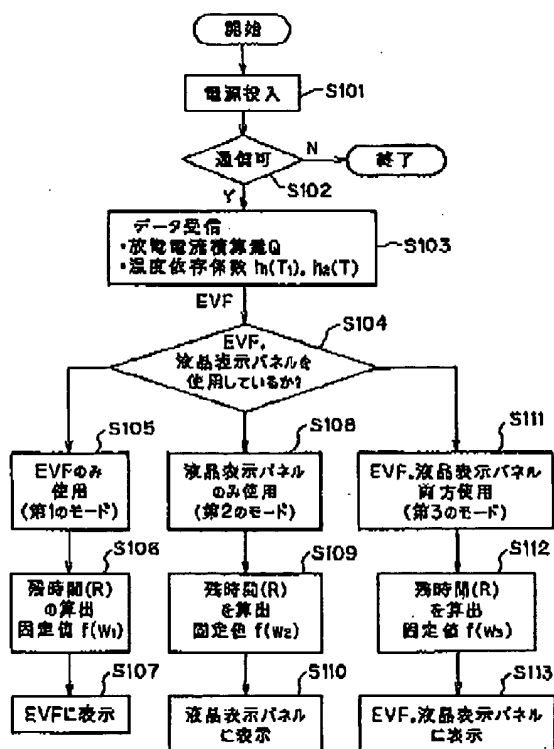 開始
電源投入
S101
通信可
N
終了
S102
Y
データ受信
・放電電流積算量Q
・温度依存係数 h1(T1), h2(T)
S103
EVF
S104
EVF,
液晶表示パネルを
使用しているか?
S105
EVFのみ
使用
(第1のモード)
S106
残時間(R)
の算出
固定値 f(W1)
S107
EVFに表示
S108
液晶表示パネル
のみ使用
(第2のモード)
S109
残時間(R)
を算出
固定値 f(W2)
S110
液晶表示パネル
に表示
S111
EVF,液晶表示パネル
両方使用
(第3のモード)
S112
残時間(R)
を算出
固定値 f(W3)
S113
EVF,液晶表示パネル
に表示